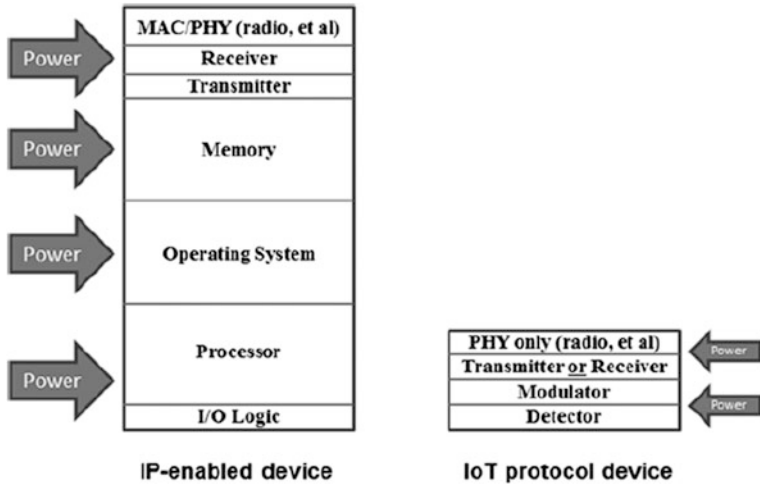 MAC/PHY (radio, et al)
Power
Receiver
Transmitter
Power
Memory
Power
Operating System
Processor
Power
I/O Logic
IP-enabled device
PHY only (radio, et al)
Power
Transmitter or Receiver
Modulator
Power
Detector
IoT protocol device